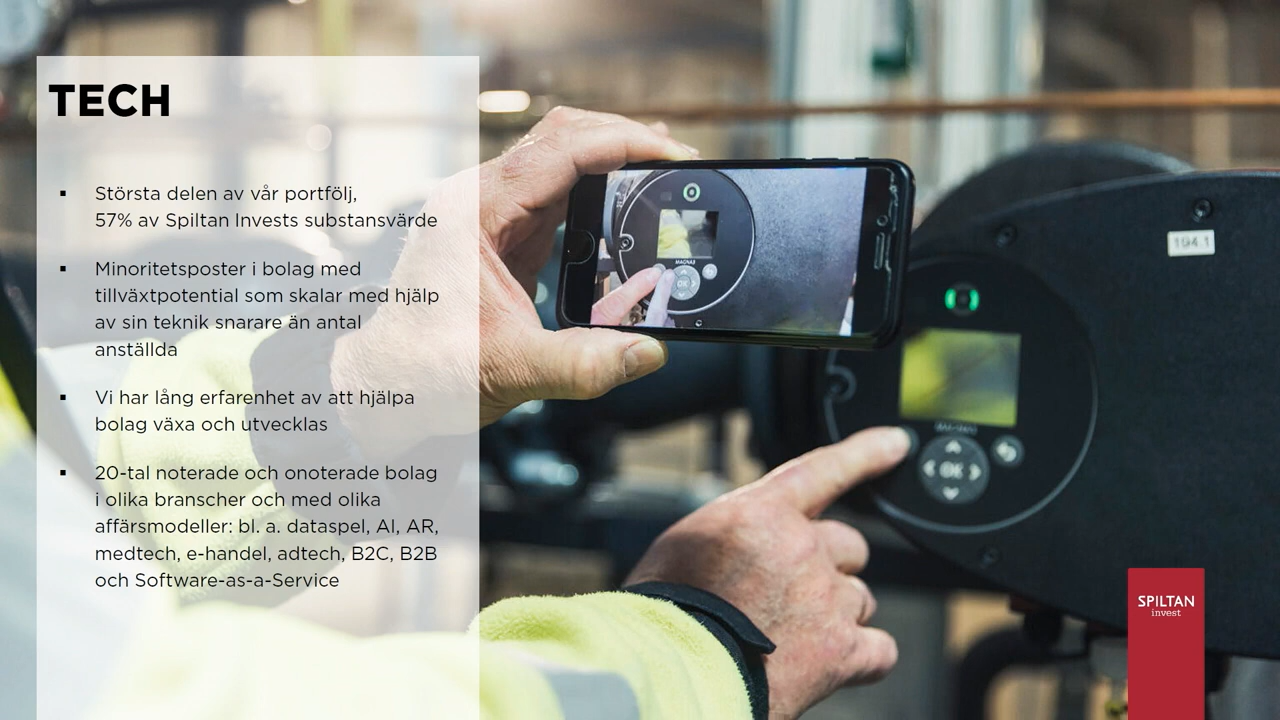 TECH
▪ Största delen av vår portfölj,
57% av Spiltan Invests substansvärde
▪ Minoritetsposter i bolag med
tillväxtpotential som skalar med hjälp
av sin teknik snarare än antal
anställda
▪ Vi har lång erfarenhet av att hjälpa
bolag växa och utvecklas
▪ 20-tal noterade och onoterade bolag
i olika branscher och med olika
affärsmodeller: bl. a. dataspel, AI, AR,
medtech, e-handel, adtech, B2C, B2B
och Software-as-a-Service
MAGNA3
OK
194.1
OK
SPILTAN
invest